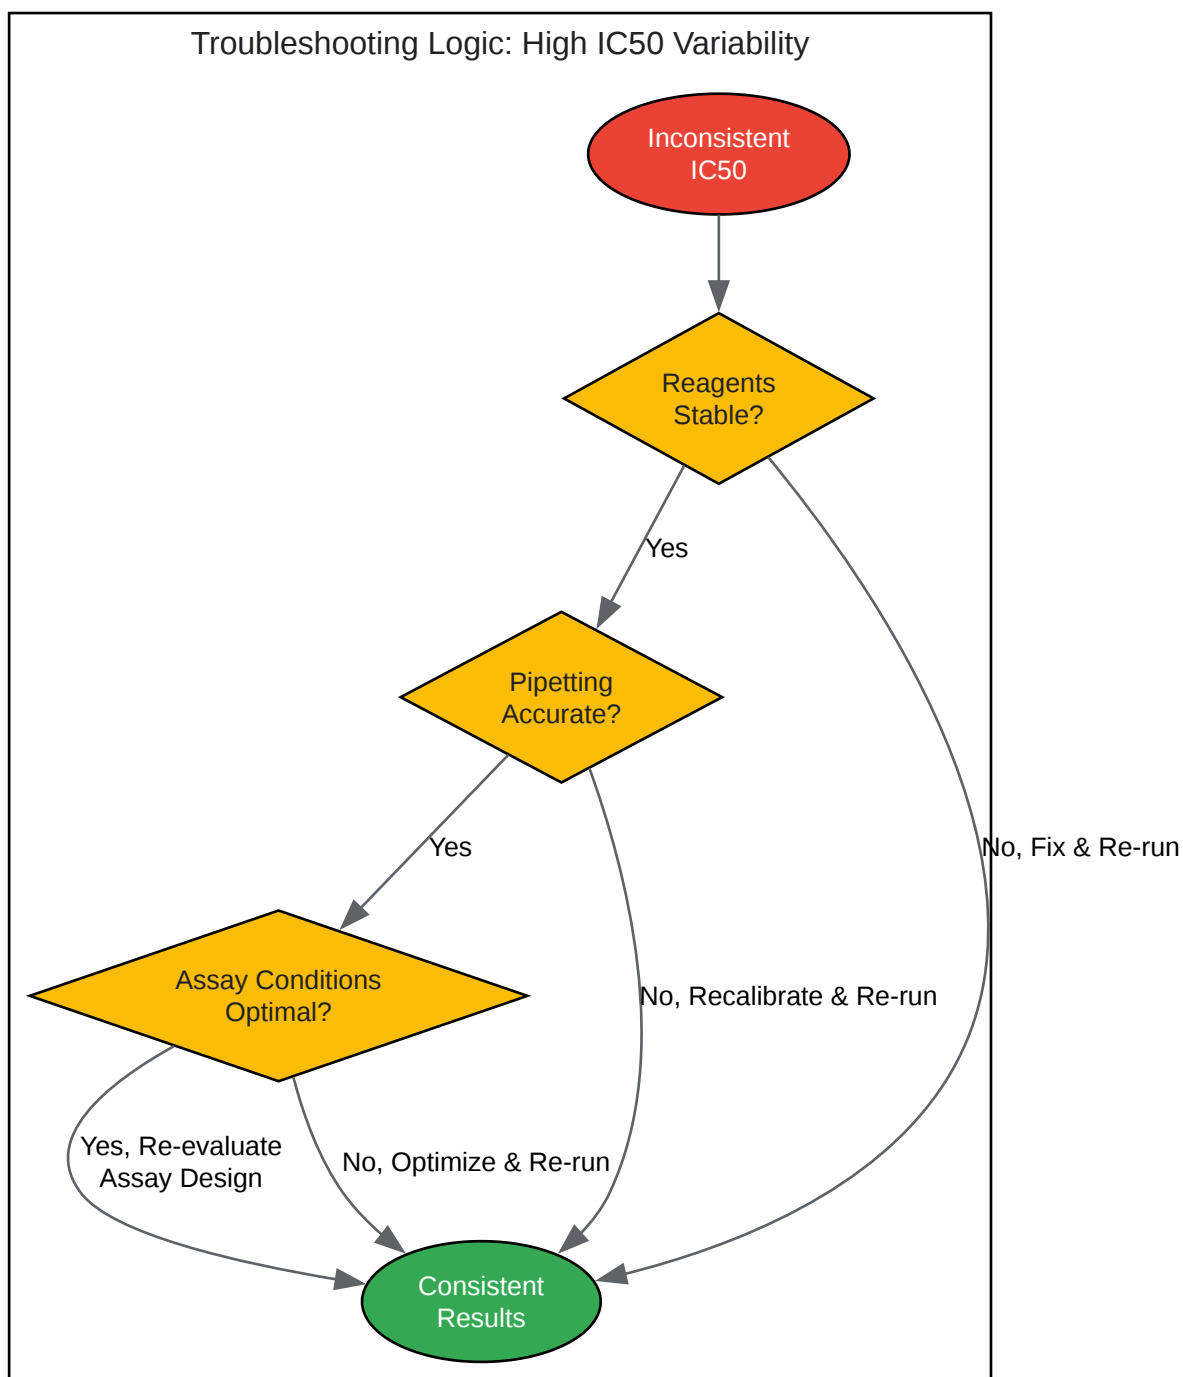 Troubleshooting Logic: High IC50 Variability
Inconsistent
IC50
Reagents
Stable?
Yes
Pipetting
Accurate?
Yes
No, Fix & Re-run
Assay Conditions
Optimal?
No, Recalibrate & Re-run
Yes, Re-evaluate
Assay Design
No, Optimize & Re-run
Consistent
Results